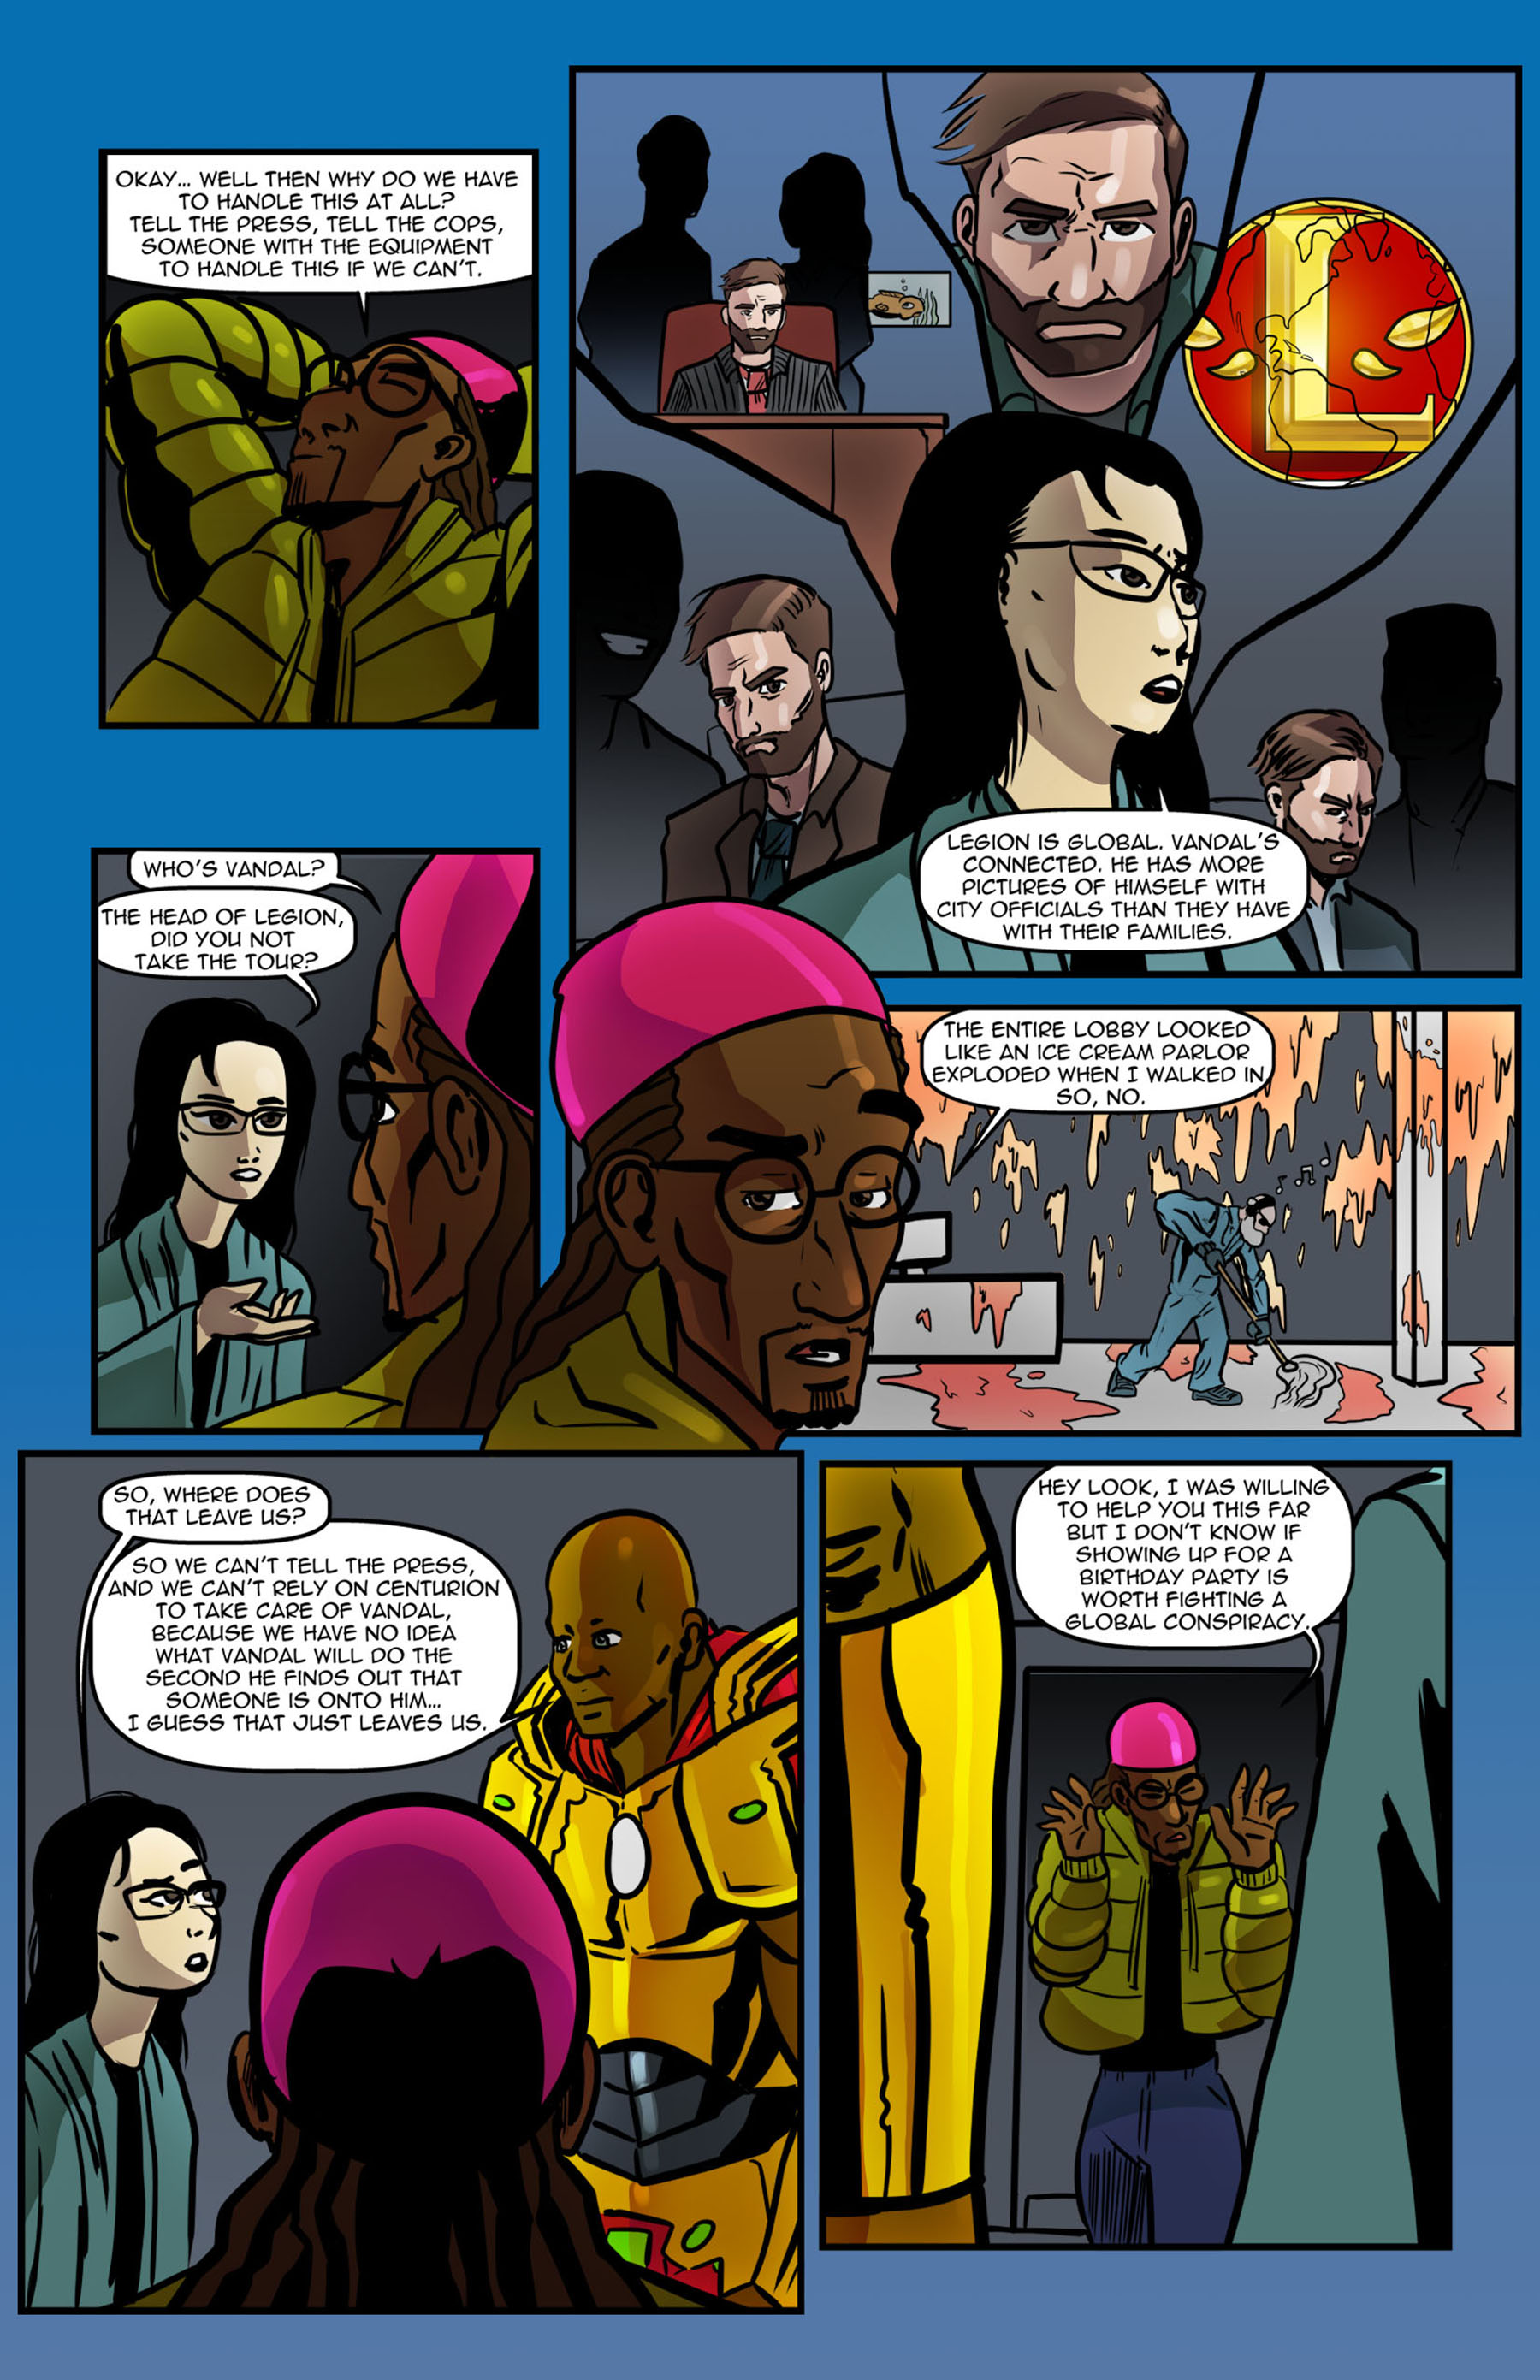 OKAY... WELL THEN WHY DO WE HAVE
TO HANDLE THIS AT ALL?
TELL THE PRESS, TELL THE COPS,
SOMEONE WITH THE EQUIPMENT
TO HANDLE THIS IF WE CAN'T.
L
LEGION IS GLOBAL. VANDAL'S
CONNECTED. HE HAS MORE
PICTURES OF HIMSELF WITH
CITY OFFICIALS THAN THEY HAVE
WITH THEIR FAMILIES.
WHO'S VANDAL?
THE HEAD OF LEGION,
DID YOU NOT
TAKE THE TOUR?
THE ENTIRE LOBBY LOOKED
LIKE AN ICE CREAM PARLOR
EXPLODED WHEN I WALKED IN
SO, NO.
SO, WHERE DOES
THAT LEAVE US?
SO WE CAN'T TELL THE PRESS,
AND WE CAN'T RELY ON CENTURION
TO TAKE CARE OF VANDAL,
BECAUSE WE HAVE NO IDEA
WHAT VANDAL WILL DO THE
SECOND HE FINDS OUT THAT
SOMEONE IS ONTO HIM...
I GUESS THAT JUST LEAVES US.
HEY LOOK, I WAS WILLING
TO HELP YOU THIS FAR
BUT I DON'T KNOW IF
SHOWING UP FOR A
BIRTHDAY PARTY IS
WORTH FIGHTING A
GLOBAL CONSPIRACY.